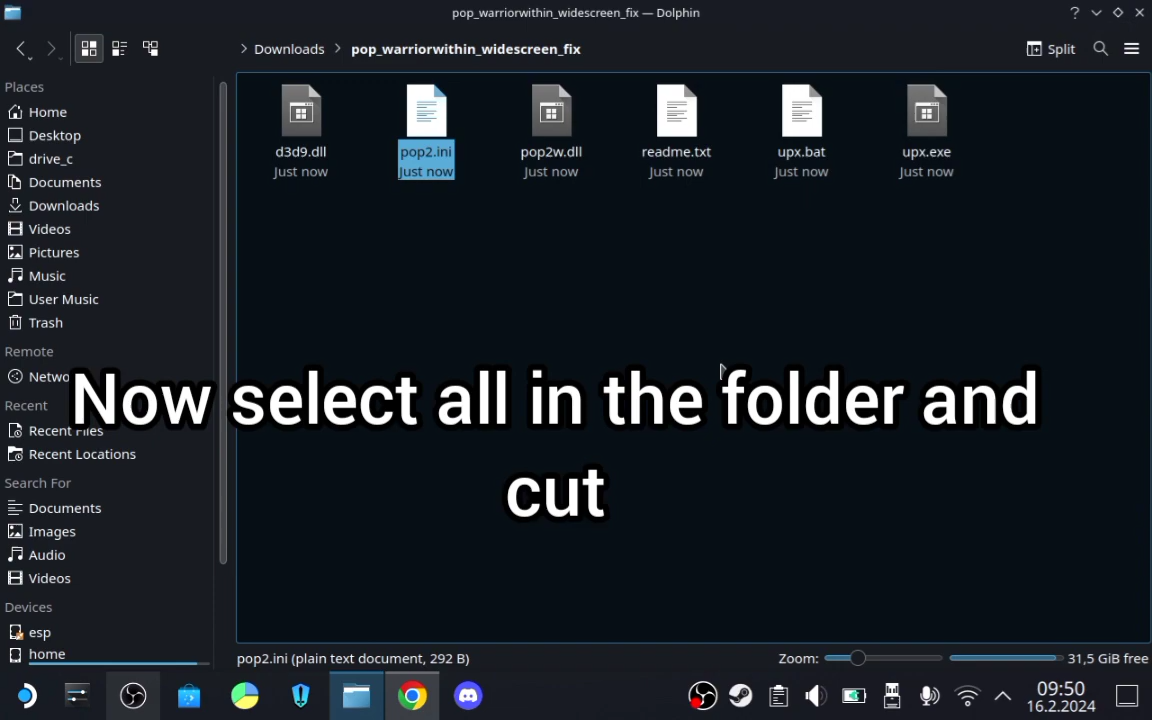 pop_warriorwithin_widescreen_fix — Dolphin
Downloads
pop_warriorwithin_widescreen_fix
Split
Places
Home
Desktop
drive_c
Documents
Downloads
Videos
Pictures
Music
User Music
Trash
Remote
Netwo
Recent
Recent Files
Recent Locations
Search For
Documents
Images
Audio
Videos
Devices
esp
home
d3d9.dll
Just now
pop2.ini
Just now
pop2w.dll
Just now
readme.txt
Just now
upx.bat
Just now
upx.exe
Just now
Now select all in the folder and
cut
pop2.ini (plain text document, 292 B)
Zoom:
31,5 GiB free
09:50
16.2.2024